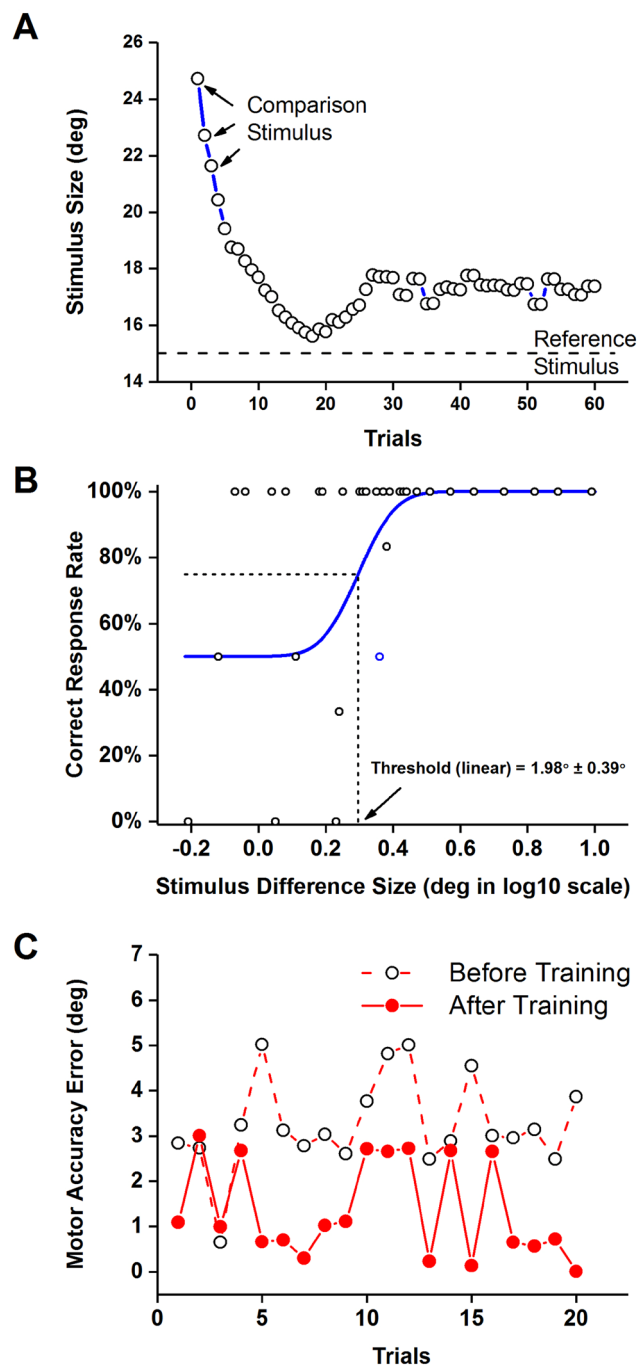 A
Stimulus Size (deg)
26
24
22
20
18
16
14
Comparison
Stimulus
Reference
Stimulus
0 10 20 30 40 50 60
Trials
B
Correct Response Rate
100%
80%
60%
40%
20%
0%
Threshold (linear) = 1.98° ± 0.39°
-0.2 0.0 0.2 0.4 0.6 0.8 1.0
Stimulus Difference Size (deg in log10 scale)
C
Motor Accuracy Error (deg)
7
6
5
4
3
2
1
0
Before Training
After Training
0 5 10 15 20
Trials